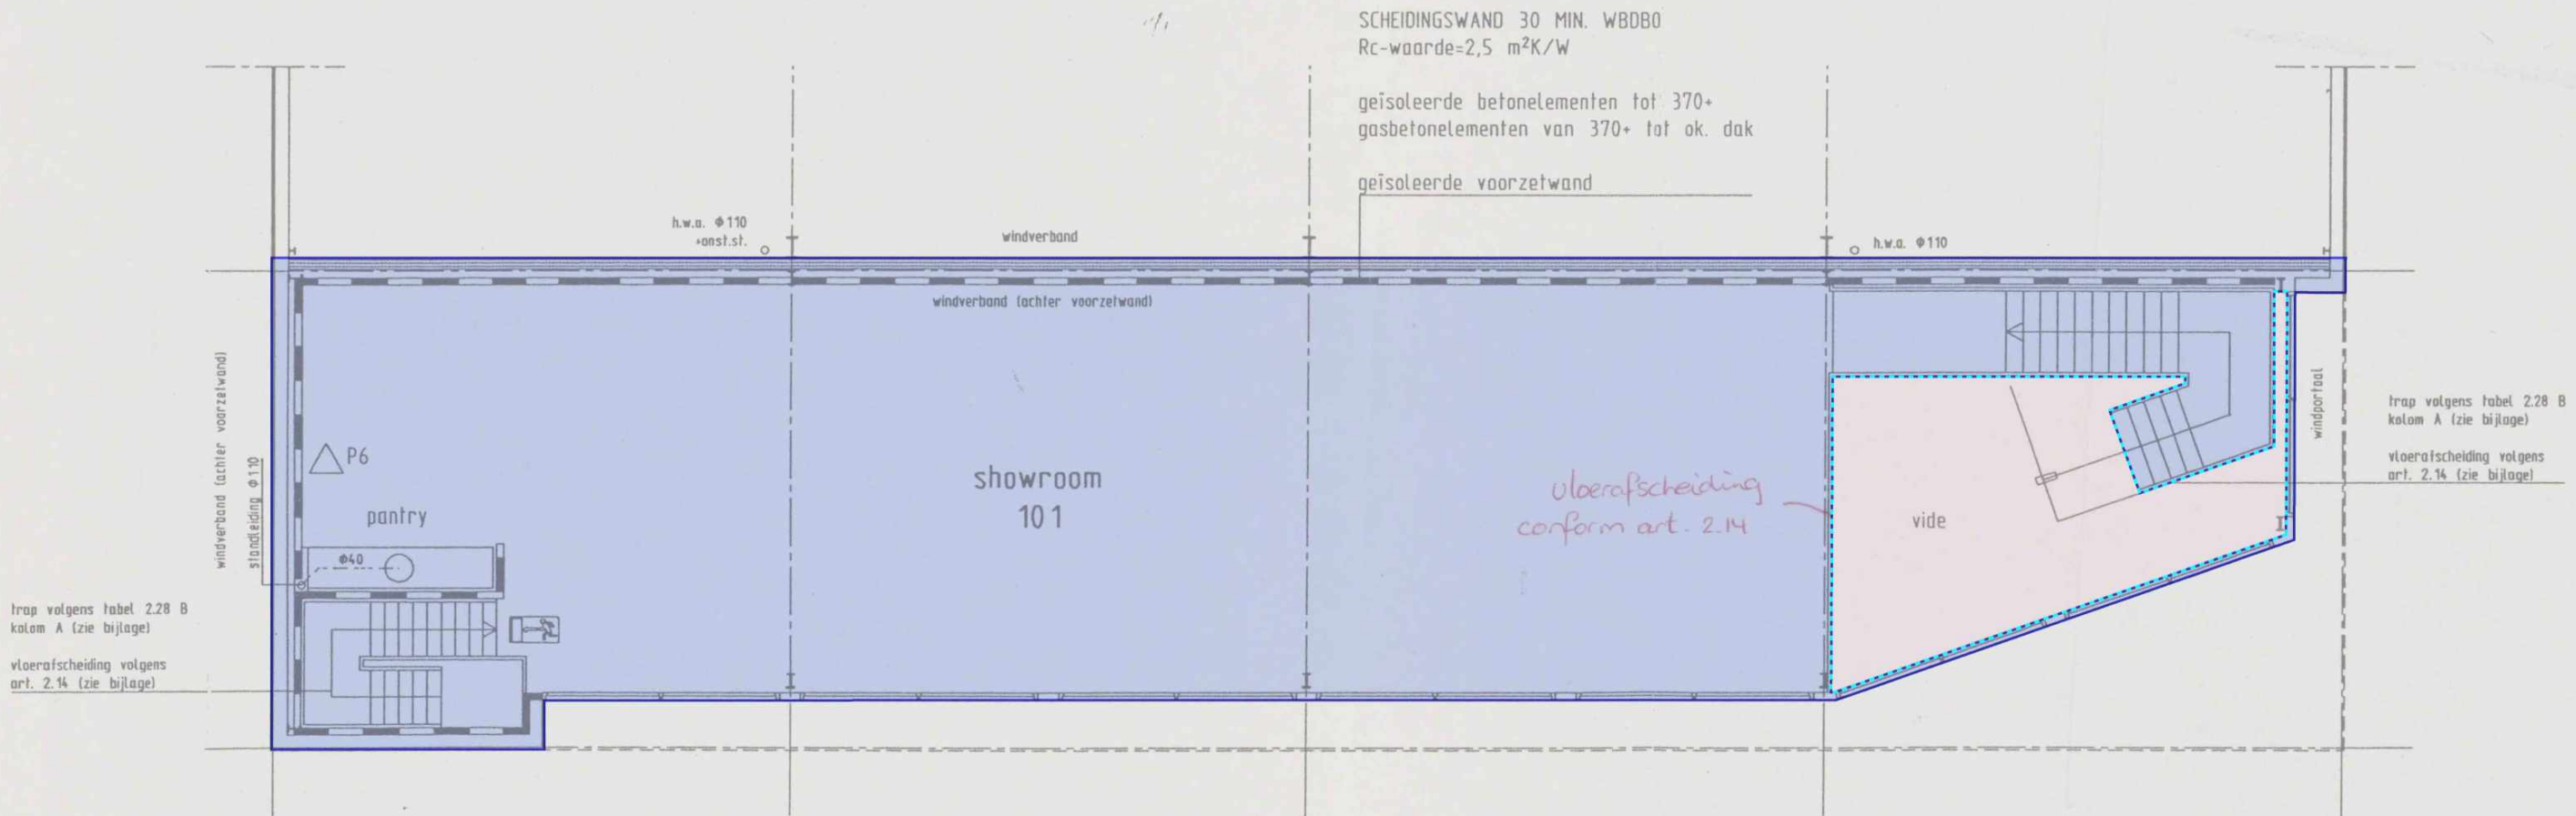 SCHEIDINGSWAND 30 MIN. WBDBO
Rc-waarde=2,5 m²K/W
geïsoleerde betonelementen tot 370+
gasbetonelementen van 370+ tot ok. dak
geïsoleerde voorzetwand
h.w.a. Φ110
+onst.st.
windverband
h.w.a. Φ110
windverband (achter voorzetwand)
windverband (achter voorzetwand)
standleiding Φ110
P6
pantry
Φ40
showroom
101
vloerafscheiding
conform art. 2.14
vide
windportaal
trap volgens tabel 2.28 B
kolom A (zie bijlage)
vloerafscheiding volgens
art. 2.14 (zie bijlage)
trap volgens tabel 2.28 B
kolom A (zie bijlage)
vloerafscheiding volgens
art. 2.14 (zie bijlage)